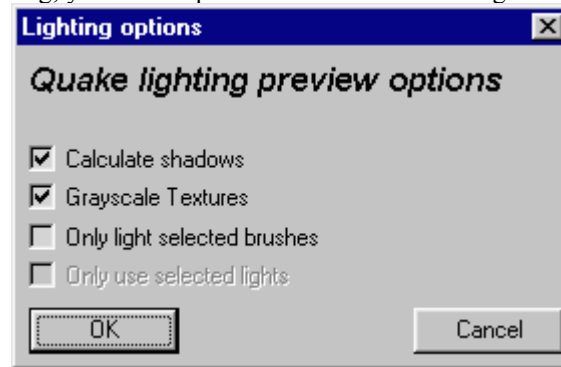 Lighting options
Quake lighting preview options
Calculate shadows
Grayscale Textures
Only light selected brushes
Only use selected lights
OK
Cancel